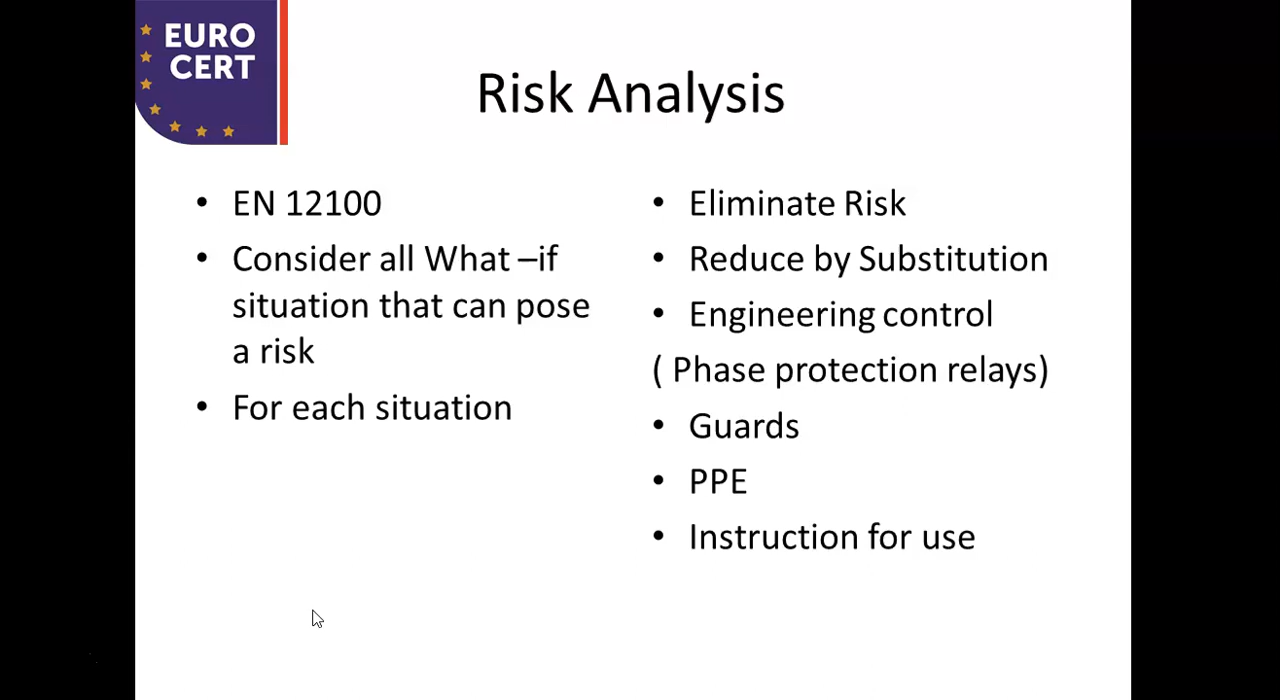 EURO
CERT
Risk Analysis
• EN 12100
• Consider all What –if
situation that can pose
a risk
• For each situation
• Eliminate Risk
• Reduce by Substitution
• Engineering control
( Phase protection relays)
• Guards
• PPE
• Instruction for use